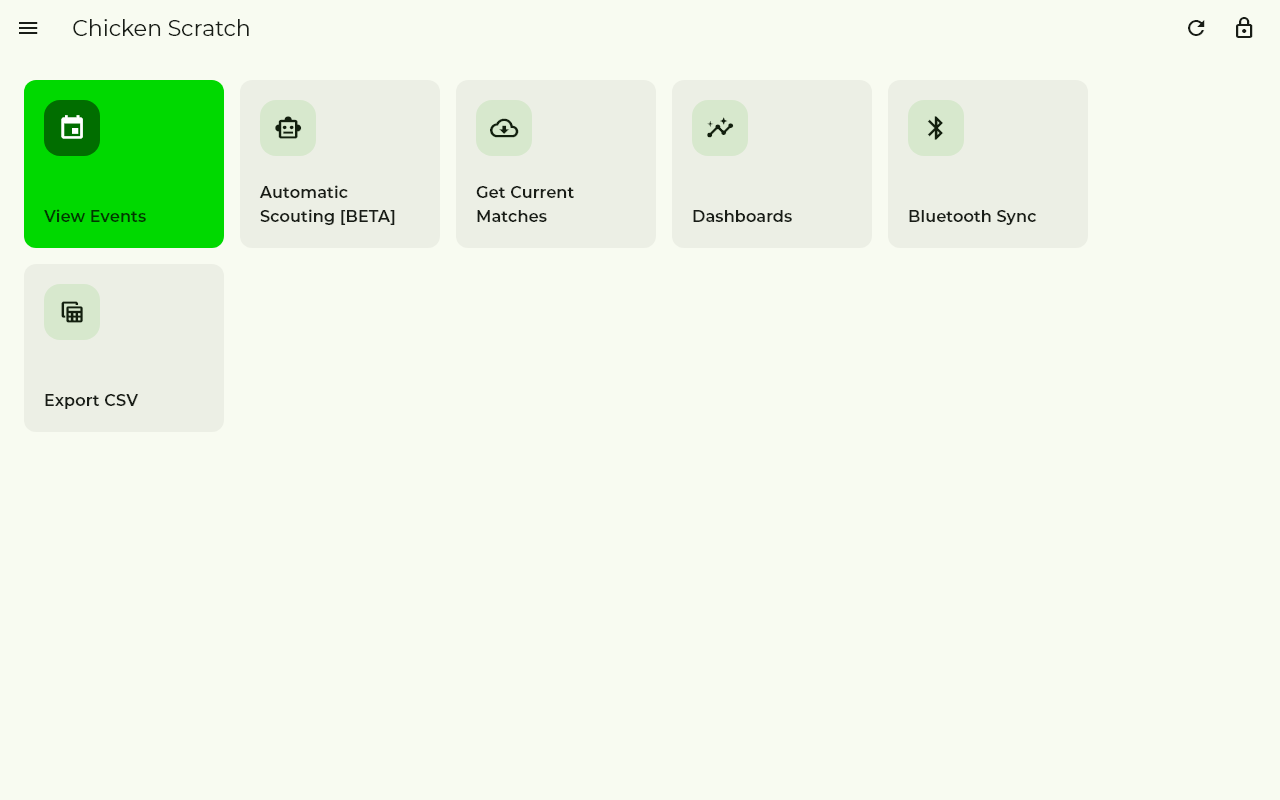 Chicken Scratch
View Events
Automatic
Scouting [BETA]
Get Current
Matches
Dashboards
Bluetooth Sync
Export CSV